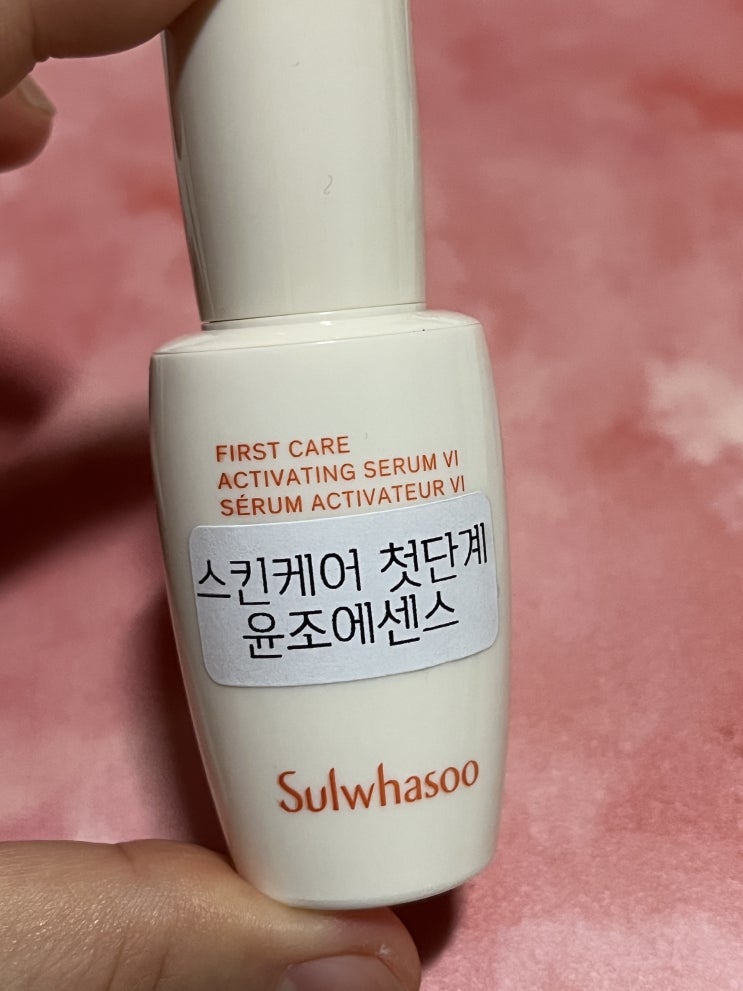 FIRST CARE
ACTIVATING SERUM VI
SÉRUM ACTIVATEUR VI
스킨케어 첫단계
윤조에센스
Sulwhasoo